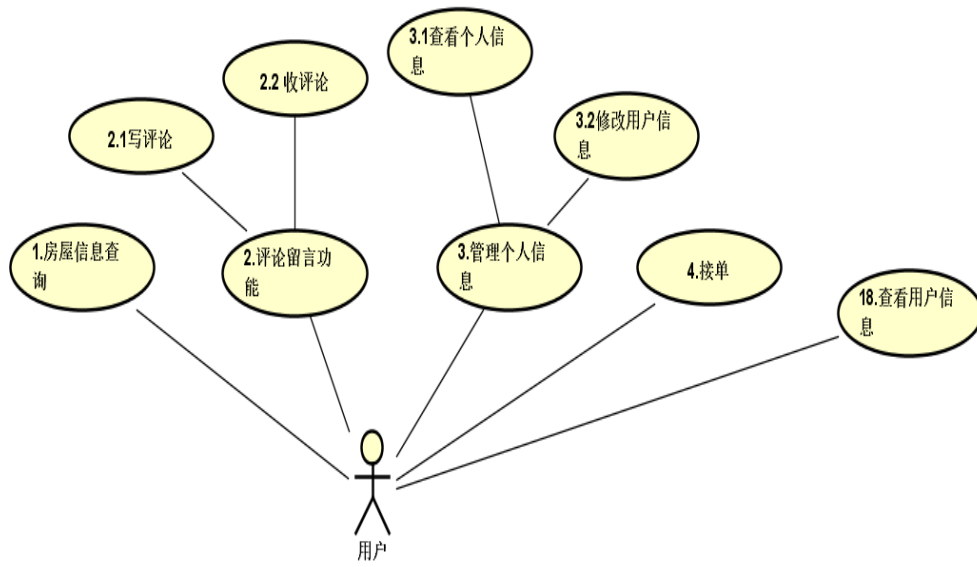 3.1查看个人信
息
2.2 收评论
2.1写评论
3.2修改用户信
息
1.房屋信息查
询
2.评论留言功
能
3.管理个人信
息
4.接单
18.查看用户信
息
用户